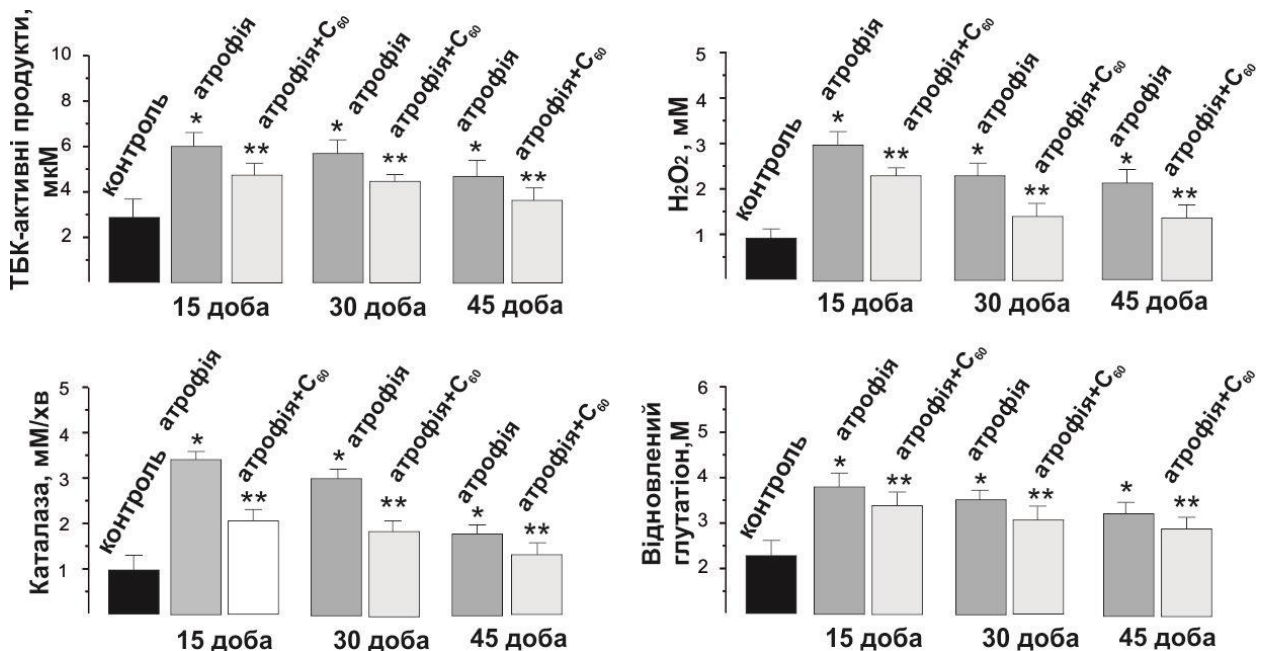 ТБК-активні продукти,
мкМ
10
8
6
4
2
контроль
* атрофія
** атрофія+C₆₀
* атрофія
** атрофія+C₆₀
* атрофія
** атрофія+C₆₀
15 доба
30 доба
45 доба
H₂O₂, мМ
5
4
3
2
1
контроль
* атрофія
** атрофія+C₆₀
* атрофія
** атрофія+C₆₀
* атрофія
** атрофія+C₆₀
15 доба
30 доба
45 доба
Каталаза, мМ/хв
5
4
3
2
1
контроль
* атрофія
** атрофія+C₆₀
* атрофія
** атрофія+C₆₀
* атрофія
** атрофія+C₆₀
15 доба
30 доба
45 доба
Відновлений
глутатіон,М
6
5
4
3
2
контроль
* атрофія
** атрофія+C₆₀
* атрофія
** атрофія+C₆₀
*
** атрофія+C₆₀
15 доба
30 доба
45 доба